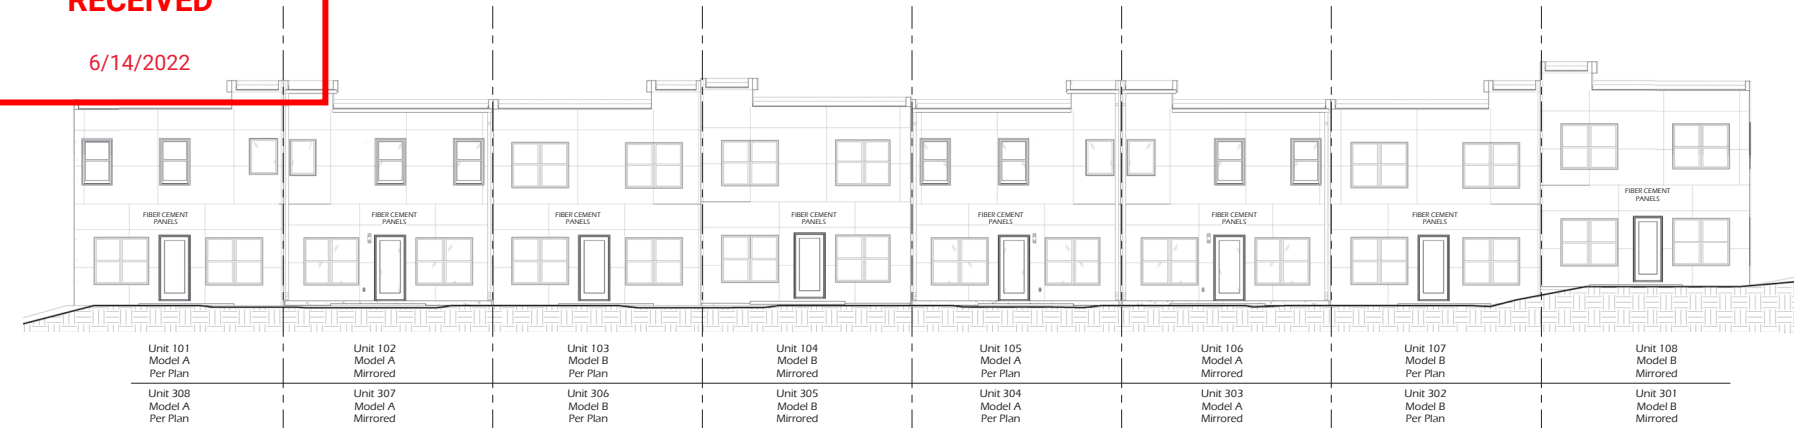 RECEIVED
6/14/2022
FIBER CEMENT
PANELS
FIBER CEMENT
PANELS
FIBER CEMENT
PANELS
FIBER CEMENT
PANELS
FIBER CEMENT
PANELS
FIBER CEMENT
PANELS
FIBER CEMENT
PANELS
FIBER CEMENT
PANELS
Unit 101
Model A
Per Plan
Unit 102
Model A
Mirrored
Unit 103
Model B
Per Plan
Unit 104
Model B
Mirrored
Unit 105
Model A
Per Plan
Unit 106
Model A
Mirrored
Unit 107
Model B
Per Plan
Unit 108
Model B
Mirrored
Unit 308
Model A
Per Plan
Unit 307
Model A
Mirrored
Unit 306
Model B
Per Plan
Unit 305
Model B
Mirrored
Unit 304
Model A
Per Plan
Unit 303
Model A
Mirrored
Unit 302
Model B
Per Plan
Unit 301
Model B
Mirrored